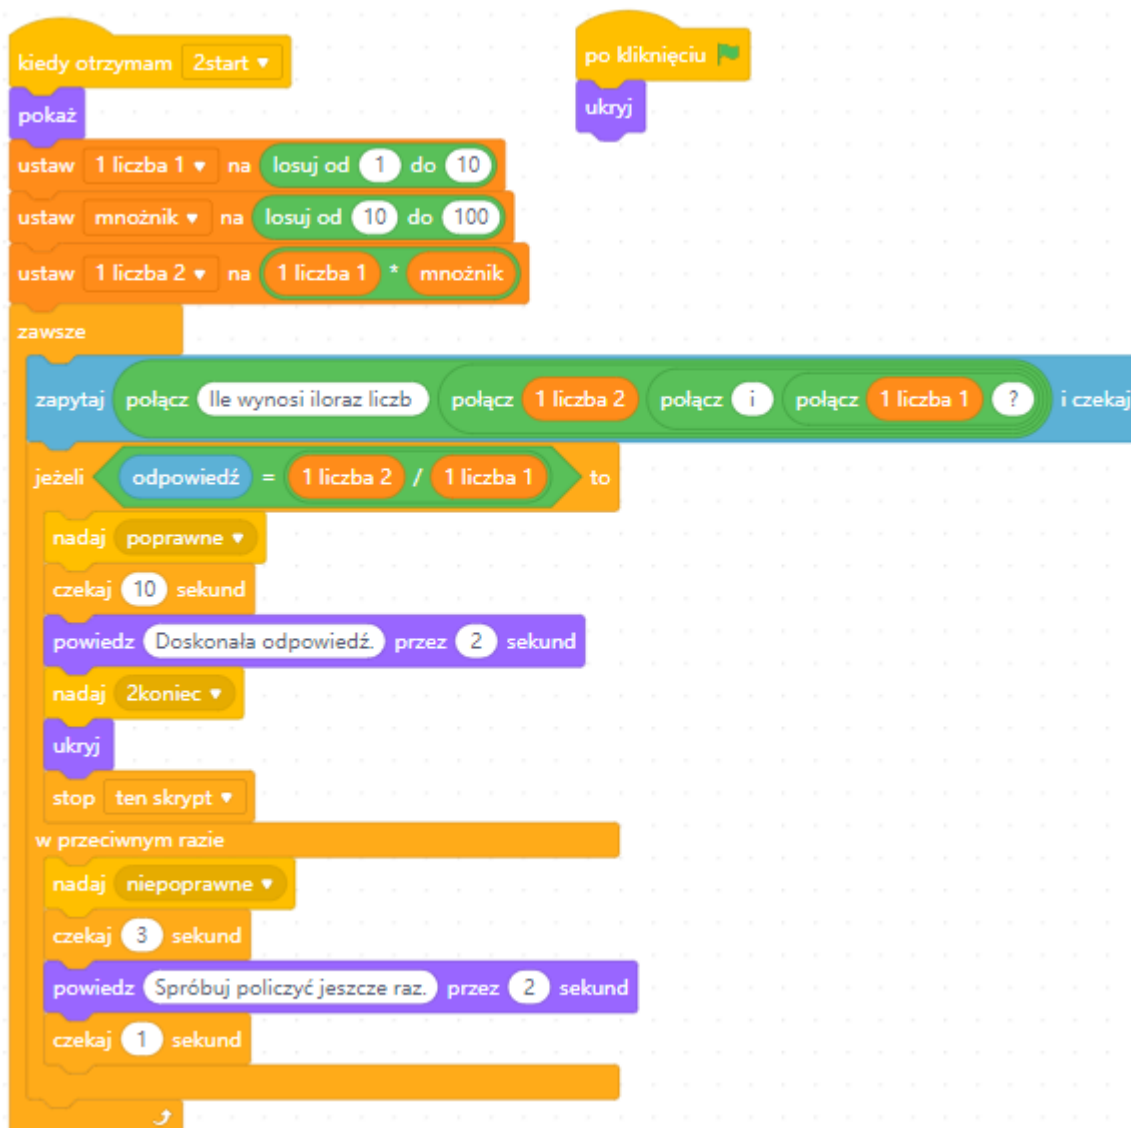 kiedy otrzymam 2start
pokaż
ustaw 1 liczba 1 na losuj od 1 do 10
ustaw mnożnik na losuj od 10 do 100
ustaw 1 liczba 2 na 1 liczba 1 * mnożnik
zawsze
zapytaj połącz Ile wynosi iloraz liczb połącz 1 liczba 2 połącz i połącz 1 liczba 1 ? i czekaj
jeżeli odpowiedź = 1 liczba 2 / 1 liczba 1 to
nadaj poprawne
czekaj 10 sekund
powiedz Doskonała odpowiedź. przez 2 sekund
nadaj 2koniec
ukryj
stop ten skrypt
w przeciwnym razie
nadaj niepoprawne
czekaj 3 sekund
powiedz Spróbuj policzyć jeszcze raz. przez 2 sekund
czekaj 1 sekund
po kliknięciu
ukryj